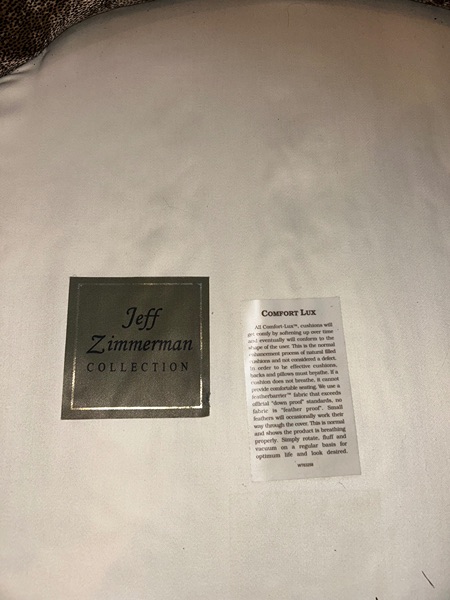 Jeff
Zimmerman
COLLECTION
COMFORT LUX
All Comfort-Lux™, cushions will
get comfy by softening up over time
and eventually will conform to the
shape of the user. This is the normal
enhancement process of natural filled
cushions and not considered a defect.
In order to be effective cushions,
backs and pillows must breathe. If a
cushion does not breathe, it cannot
provide comfortable seating. We use a
featherbarrier™ fabric that exceeds
official "down proof" standards, no
fabric is "feather proof". Small
feathers will occasionally work their
way through the cover. This is normal
and shows the product is breathing
properly. Simply rotate, fluff and
vacuum on a regular basis for
optimum life and look desired.